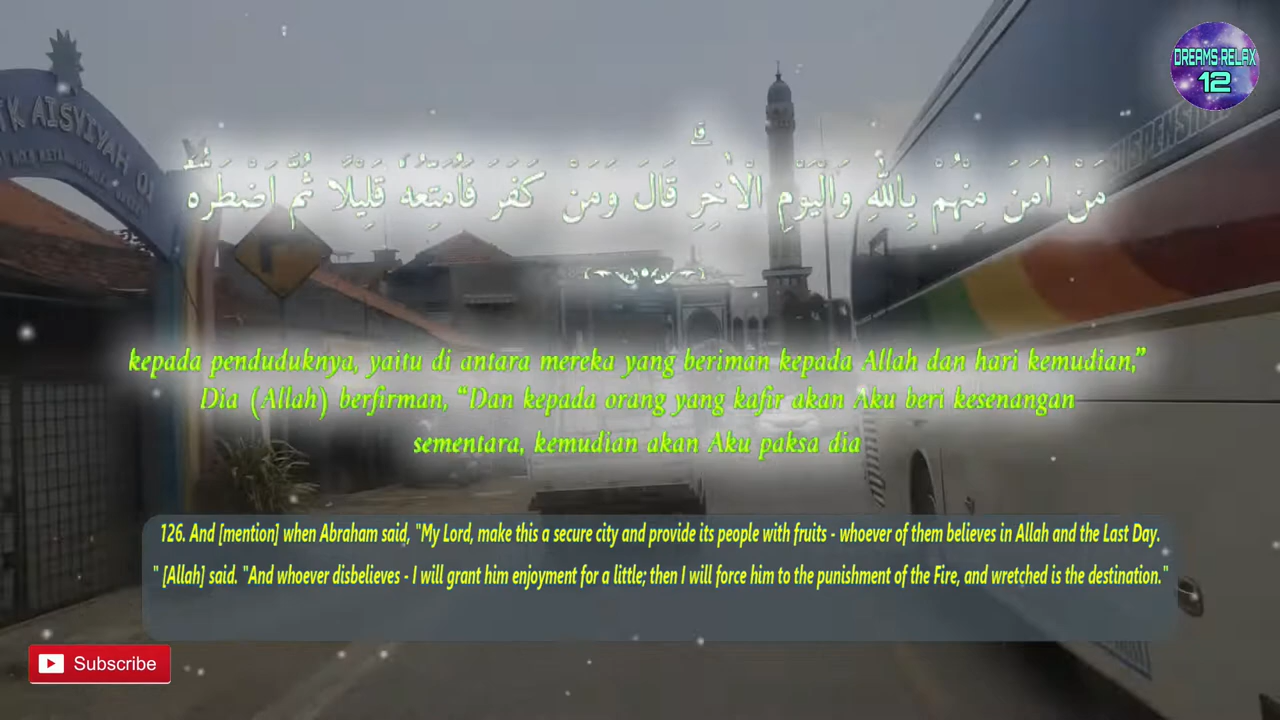 DREAMS RELAX
12
TK AISYIYAH
SUSPENSION
مَنْ اٰمَنَ مِنْهُمْ بِاللّٰهِ وَالْيَوْمِ الْاٰخِرِۗ قَالَ وَمَنْ كَفَرَ فَاُمَتِّعُهٗ قَلِيْلًا ثُمَّ اَضْطَرُّهٗٓ
kepada penduduknya, yaitu di antara mereka yang beriman kepada Allah dan hari kemudian,”
Dia (Allah) berfirman, “Dan kepada orang yang kafir akan Aku beri kesenangan
sementara, kemudian akan Aku paksa dia
126. And [mention] when Abraham said, "My Lord, make this a secure city and provide its people with fruits - whoever of them believes in Allah and the Last Day.
" [Allah] said. "And whoever disbelieves - I will grant him enjoyment for a little; then I will force him to the punishment of the Fire, and wretched is the destination."
Subscribe